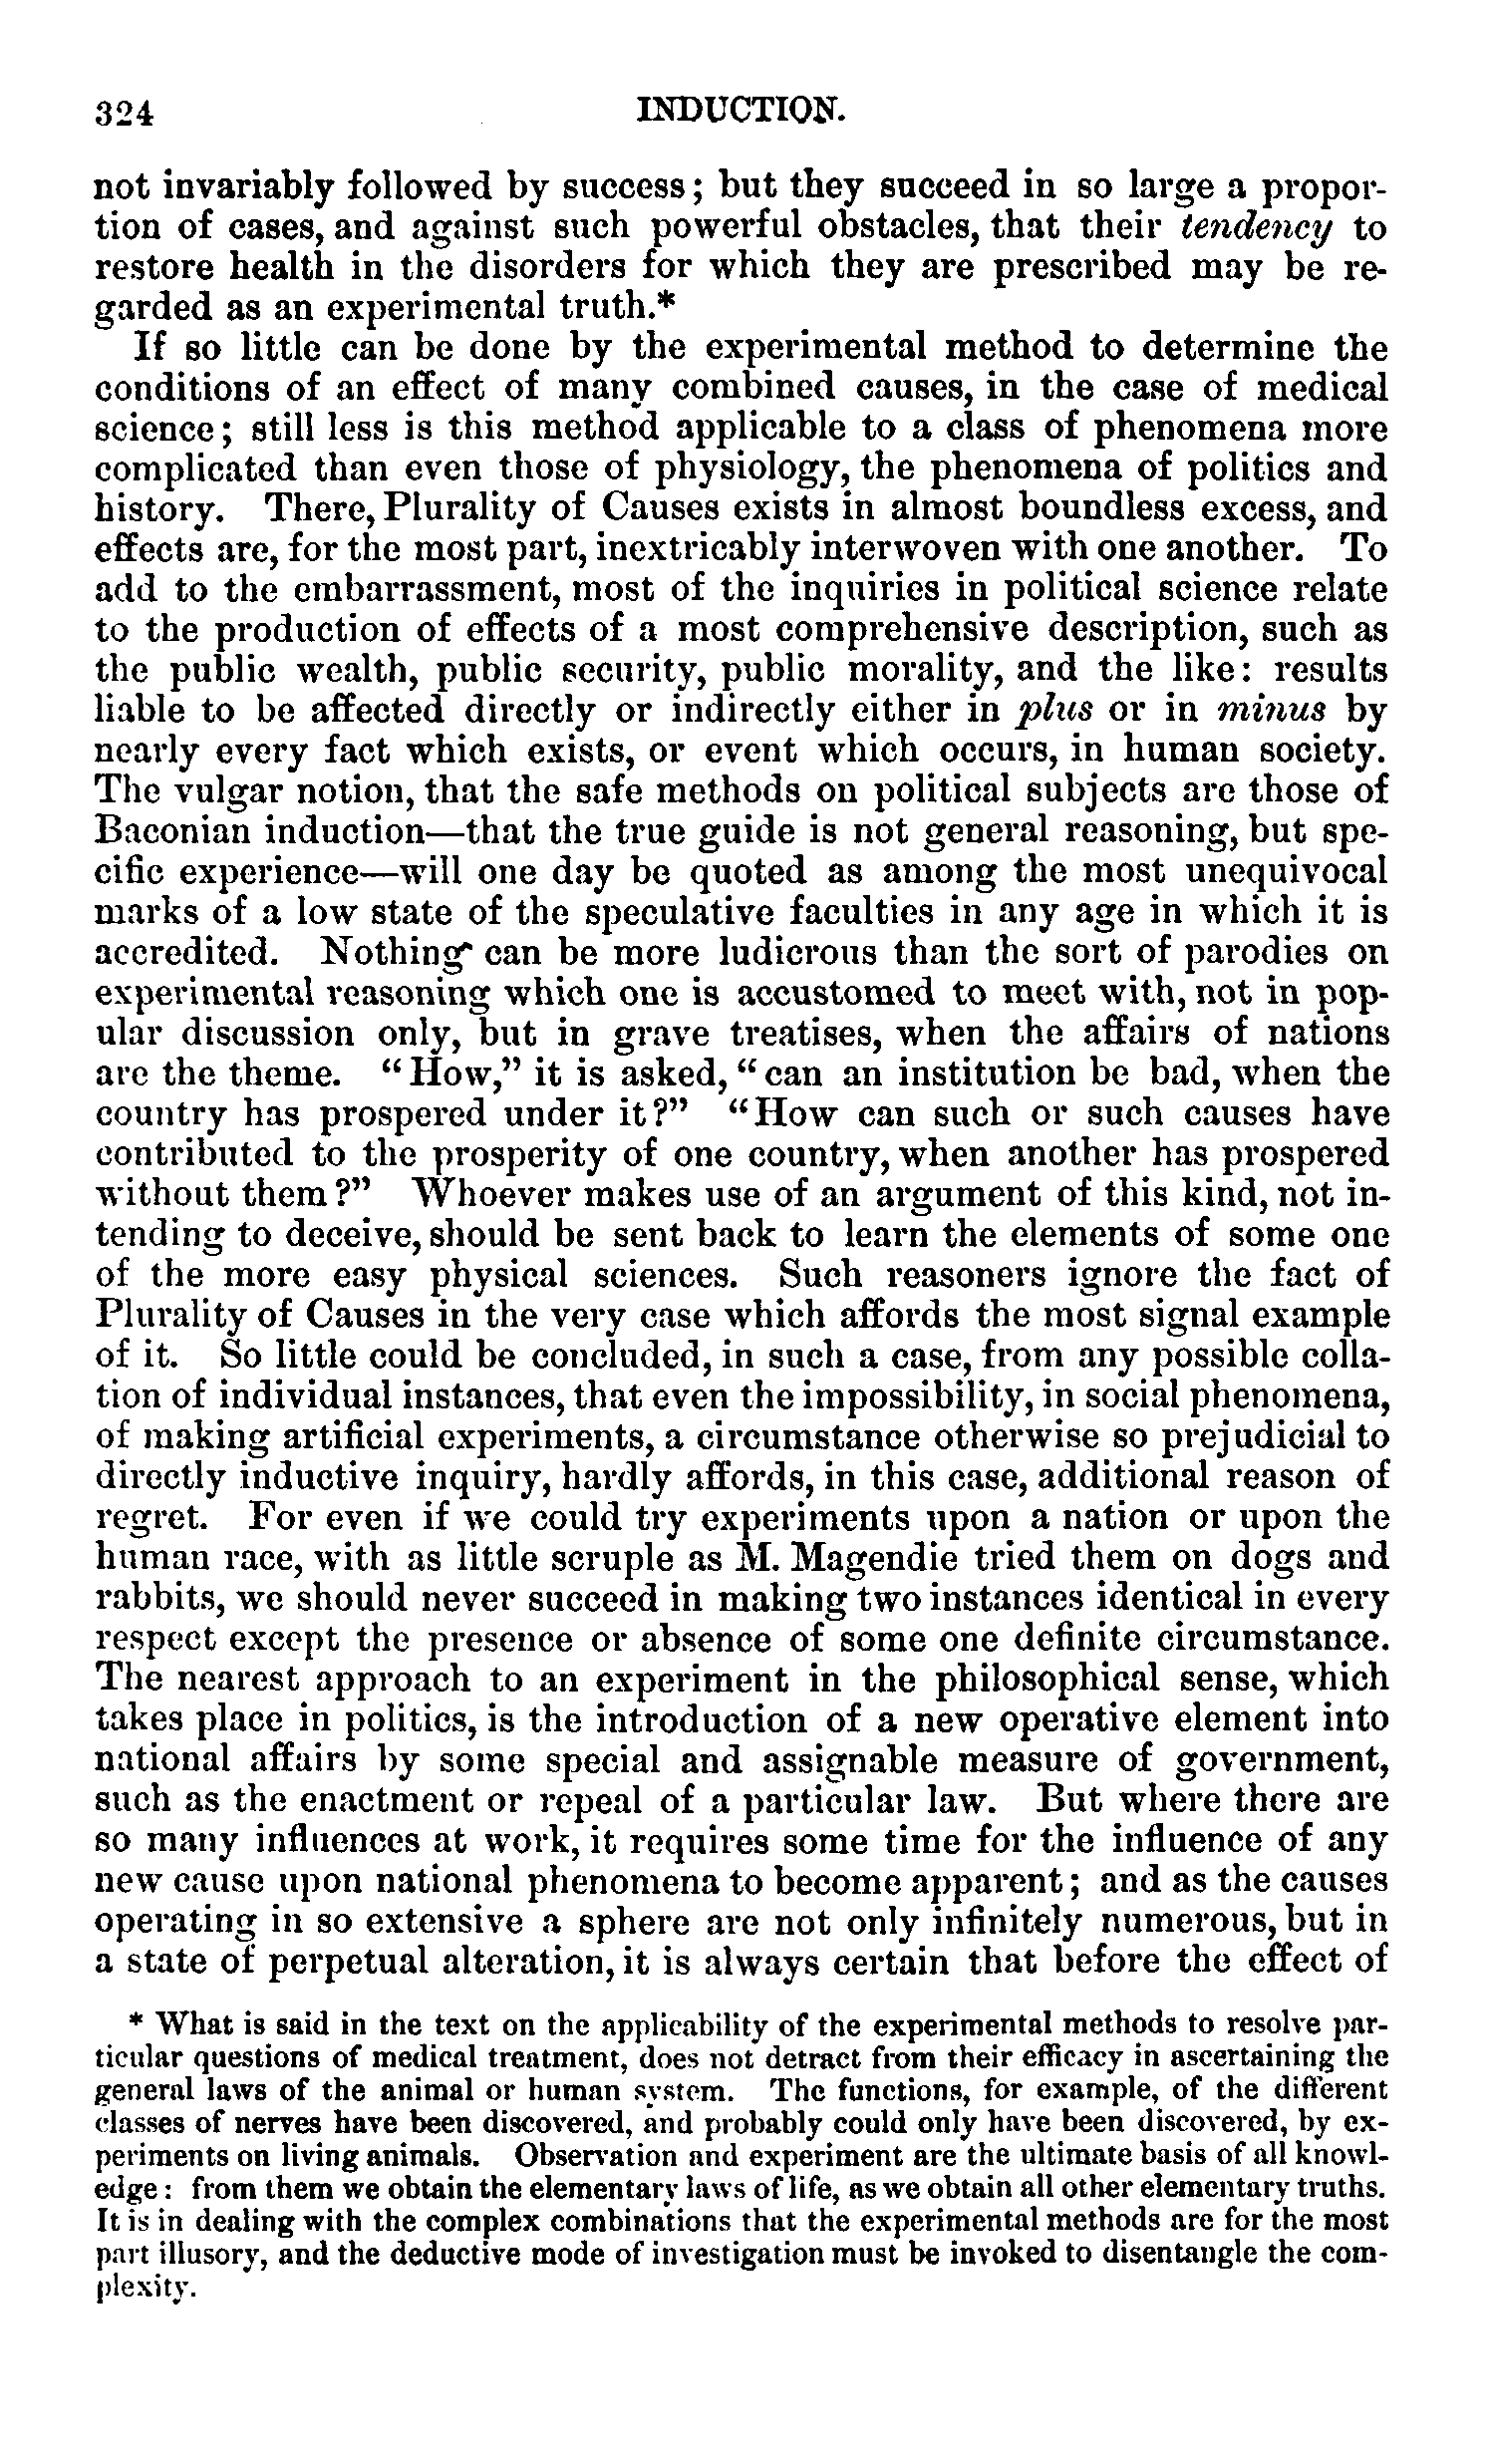 324 INDUCTION.
not invariably followed by success; but they succeed in so large a propor-
tion of cases, and against such powerful obstacles, that their tendency to
restore health in the disorders for which they are prescribed may be re-
garded as an experimental truth.*
If so little can be done by the experimental method to determine the
conditions of an effect of many combined causes, in the case of medical
science; still less is this method applicable to a class of phenomena more
complicated than even those of physiology, the phenomena of politics and
history. There, Plurality of Causes exists in almost boundless excess, and
effects are, for the most part, inextricably interwoven with one another. To
add to the embarrassment, most of the inquiries in political science relate
to the production of effects of a most comprehensive description, such as
the public wealth, public security, public morality, and the like: results
liable to be affected directly or indirectly either in plus or in minus by
nearly every fact which exists, or event which occurs, in human society.
The vulgar notion, that the safe methods on political subjects are those of
Baconian induction—that the true guide is not general reasoning, but spe-
cific experience—will one day be quoted as among the most unequivocal
marks of a low state of the speculative faculties in any age in which it is
accredited. Nothing can be more ludicrous than the sort of parodies on
experimental reasoning which one is accustomed to meet with, not in pop-
ular discussion only, but in grave treatises, when the affairs of nations
are the theme. "How," it is asked, "can an institution be bad, when the
country has prospered under it?" "How can such or such causes have
contributed to the prosperity of one country, when another has prospered
without them?" Whoever makes use of an argument of this kind, not in-
tending to deceive, should be sent back to learn the elements of some one
of the more easy physical sciences. Such reasoners ignore the fact of
Plurality of Causes in the very case which affords the most signal example
of it. So little could be concluded, in such a case, from any possible colla-
tion of individual instances, that even the impossibility, in social phenomena,
of making artificial experiments, a circumstance otherwise so prejudicial to
directly inductive inquiry, hardly affords, in this case, additional reason of
regret. For even if we could try experiments upon a nation or upon the
human race, with as little scruple as M. Magendie tried them on dogs and
rabbits, we should never succeed in making two instances identical in every
respect except the presence or absence of some one definite circumstance.
The nearest approach to an experiment in the philosophical sense, which
takes place in politics, is the introduction of a new operative element into
national affairs by some special and assignable measure of government,
such as the enactment or repeal of a particular law. But where there are
so many influences at work, it requires some time for the influence of any
new cause upon national phenomena to become apparent; and as the causes
operating in so extensive a sphere are not only infinitely numerous, but in
a state of perpetual alteration, it is always certain that before the effect of
* What is said in the text on the applicability of the experimental methods to resolve par-
ticular questions of medical treatment, does not detract from their efficacy in ascertaining the
general laws of the animal or human system. The functions, for example, of the different
classes of nerves have been discovered, and probably could only have been discovered, by ex-
periments on living animals. Observation and experiment are the ultimate basis of all knowl-
edge: from them we obtain the elementary laws of life, as we obtain all other elementary truths.
It is in dealing with the complex combinations that the experimental methods are for the most
part illusory, and the deductive mode of investigation must be invoked to disentangle the com-
plexity.